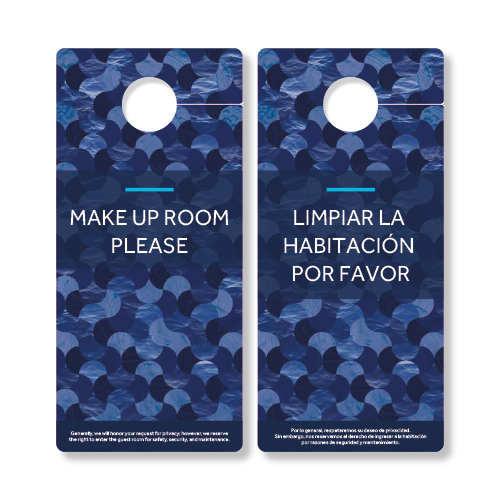 MAKE UP ROOM
PLEASE
Generally, we will honor your request for privacy; however, we reserve
the right to enter the guest room for safety, security, and maintenance.
LIMPIAR LA
HABITACIÓN
POR FAVOR
Por lo general, respetaremos su deseo de privacidad.
Sin embargo, nos reservamos el derecho de ingresar a la habitación
por razones de seguridad y mantenimiento.